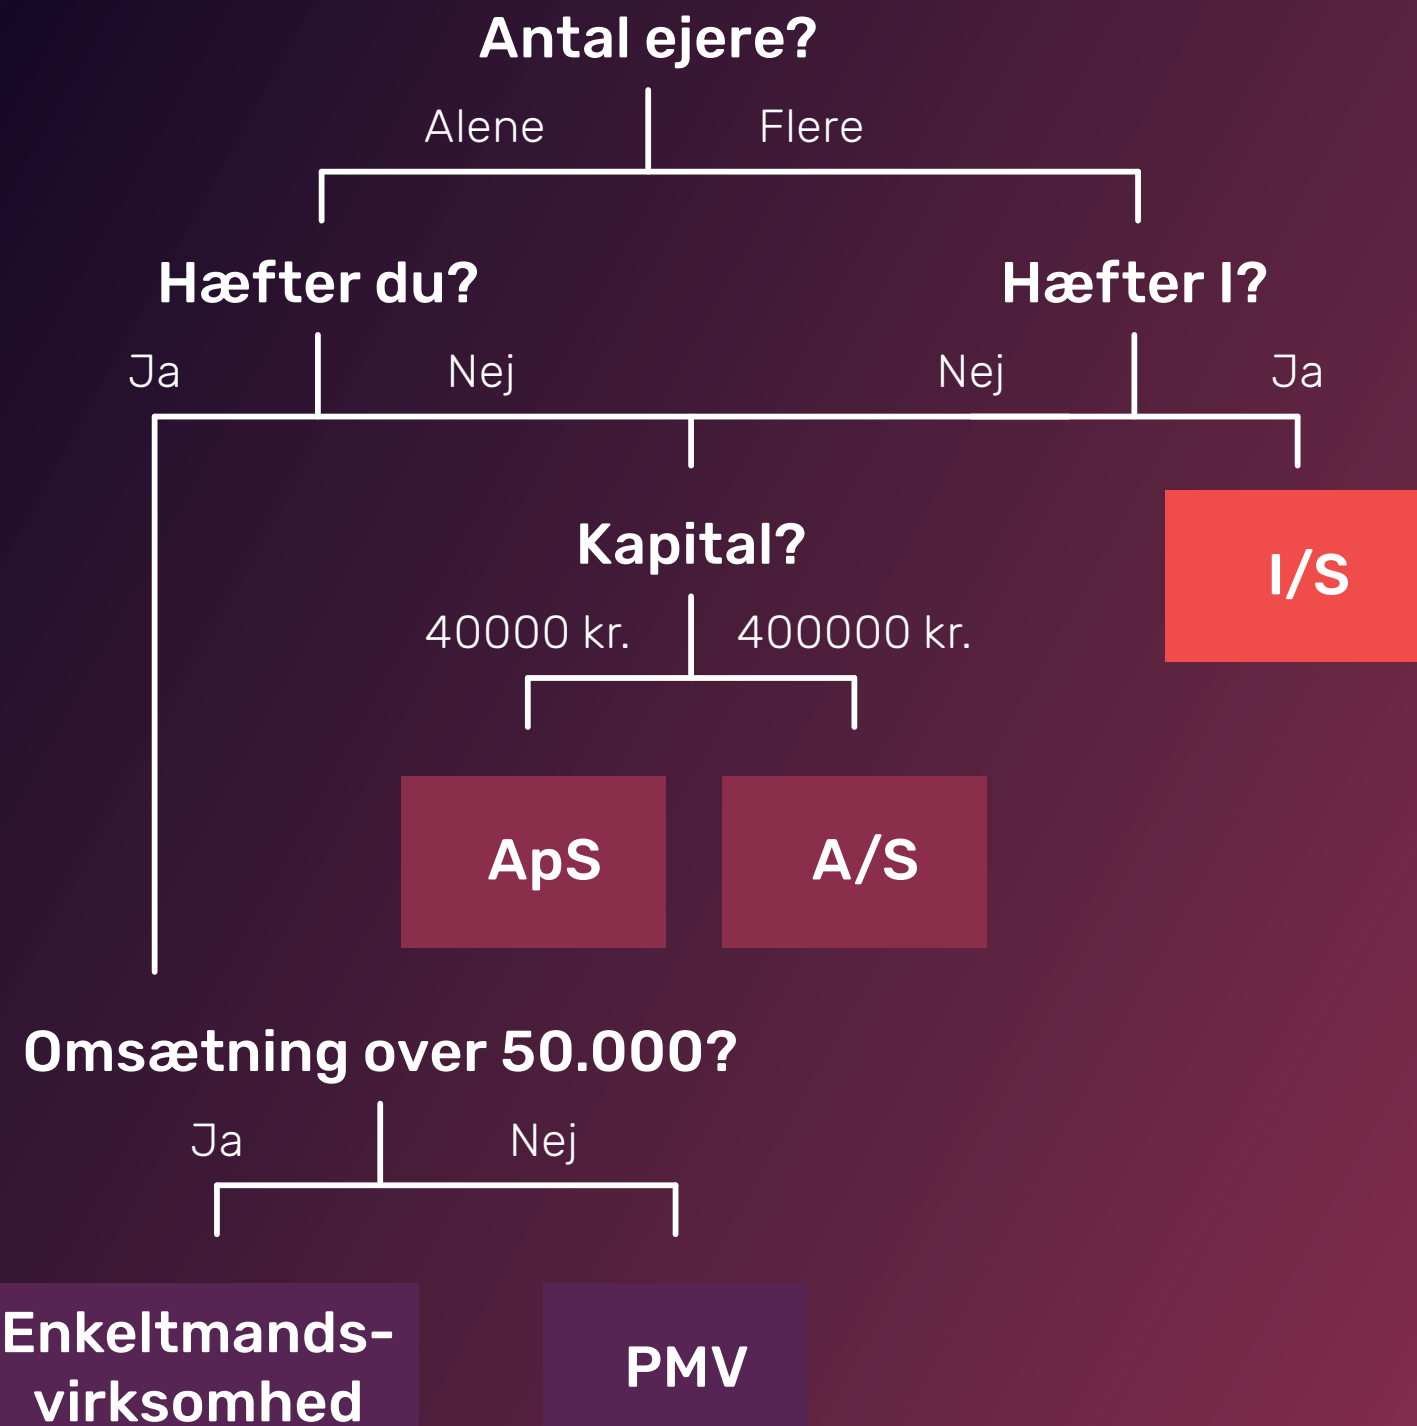 Antal ejere?
Alene
Flere
Hæfter du?
Hæfter I?
Ja
Nej
Nej
Ja
Kapital?
I/S
40000 kr.
400000 kr.
ApS
A/S
Omsætning over 50.000?
Ja
Nej
Enkeltmands-
virksomhed
PMV